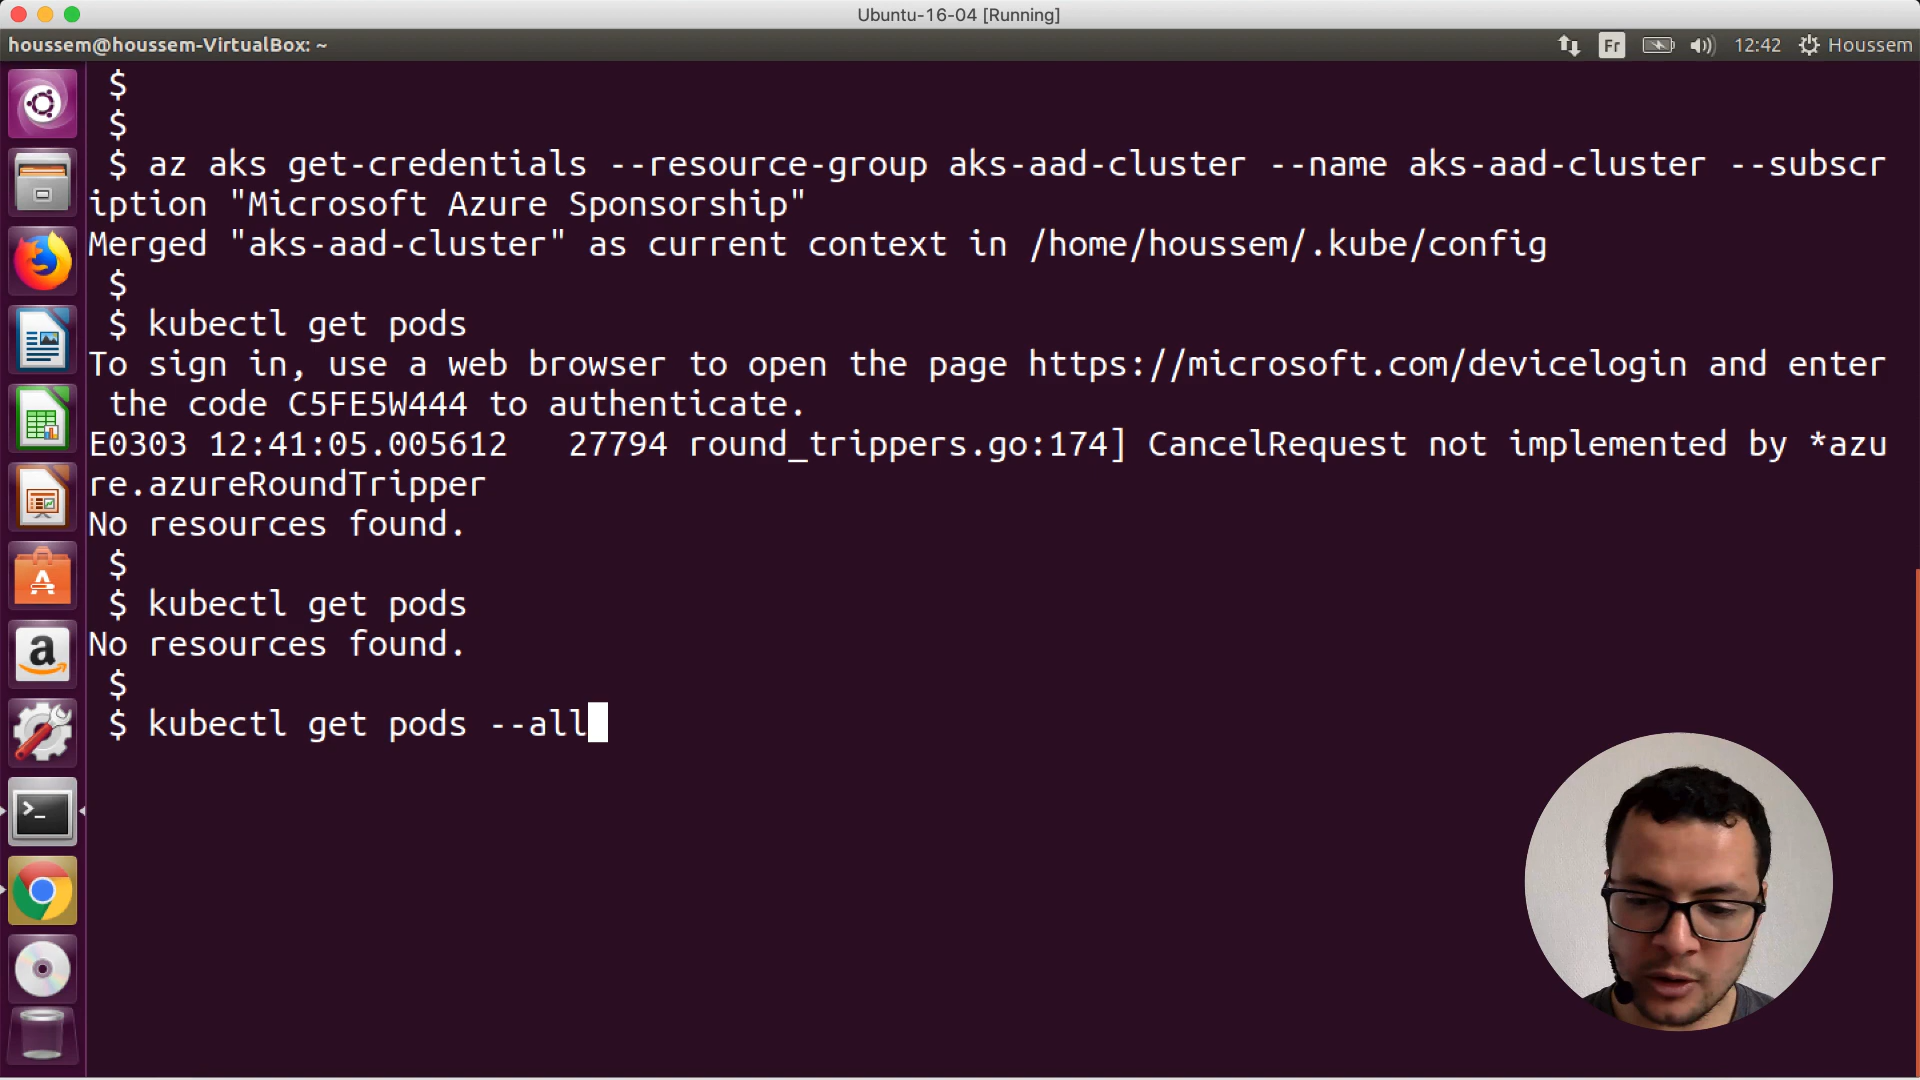 Ubuntu-16-04 [Running]
houssem@houssem-VirtualBox: ~
Fr
12:42
Houssem
$
$
$ az aks get-credentials --resource-group aks-aad-cluster --name aks-aad-cluster --subscr
iption "Microsoft Azure Sponsorship"
Merged "aks-aad-cluster" as current context in /home/houssem/.kube/config
$
$ kubectl get pods
To sign in, use a web browser to open the page https://microsoft.com/devicelogin and enter
the code C5FE5W444 to authenticate.
E0303 12:41:05.005612   27794 round_trippers.go:174] CancelRequest not implemented by *azu
re.azureRoundTripper
No resources found.
$
$ kubectl get pods
No resources found.
$
$ kubectl get pods --all